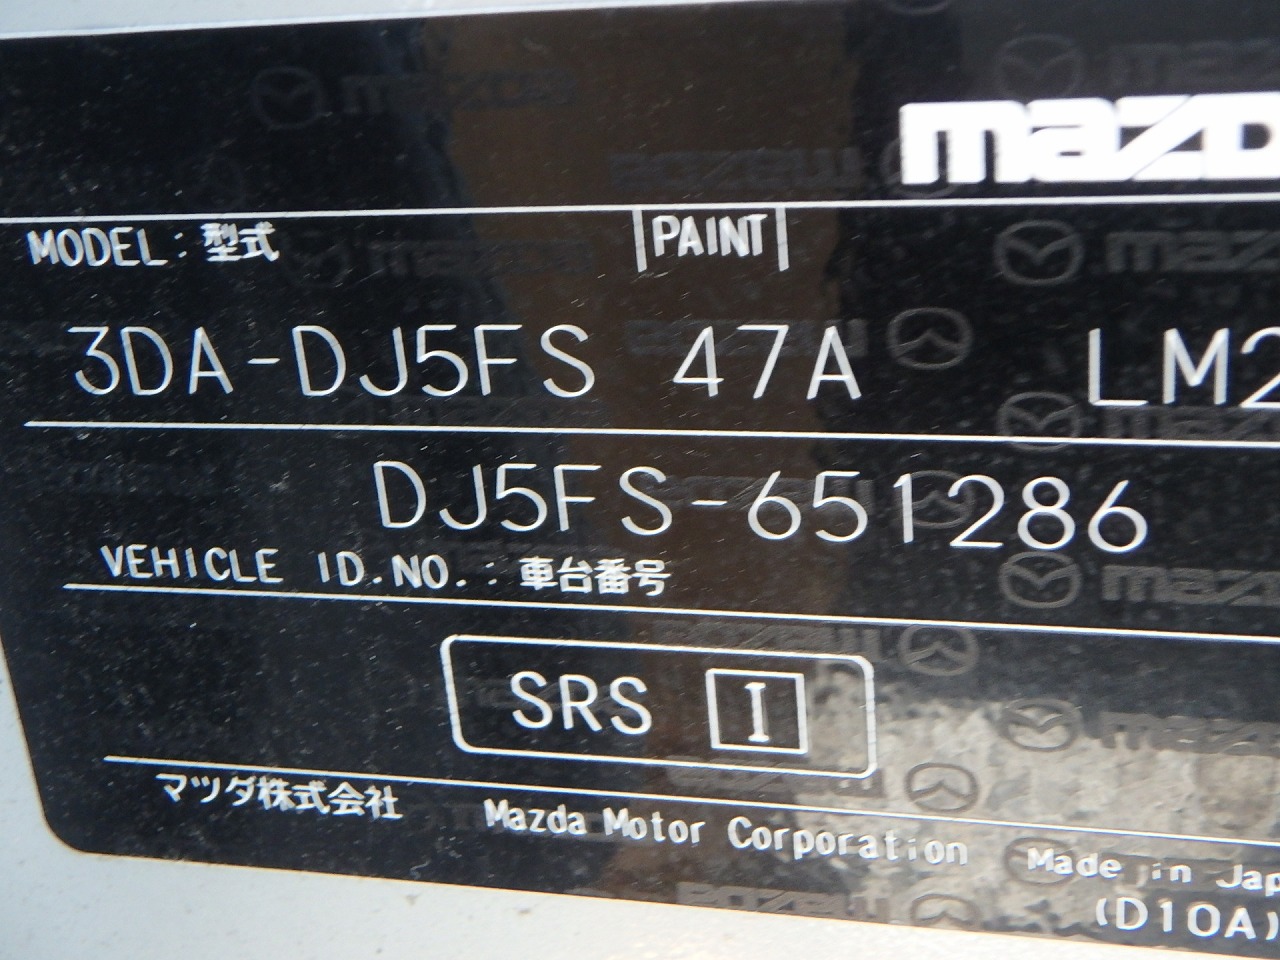 mazD
MODEL: 型式 PAINT
3DA-DJ5FS 47A LM2
DJ5FS-651286
VEHICLE ID.NO.: 車台番号
SRS I
マツダ株式会社 Mazda Motor Corporation Made in Jap
(D10A)